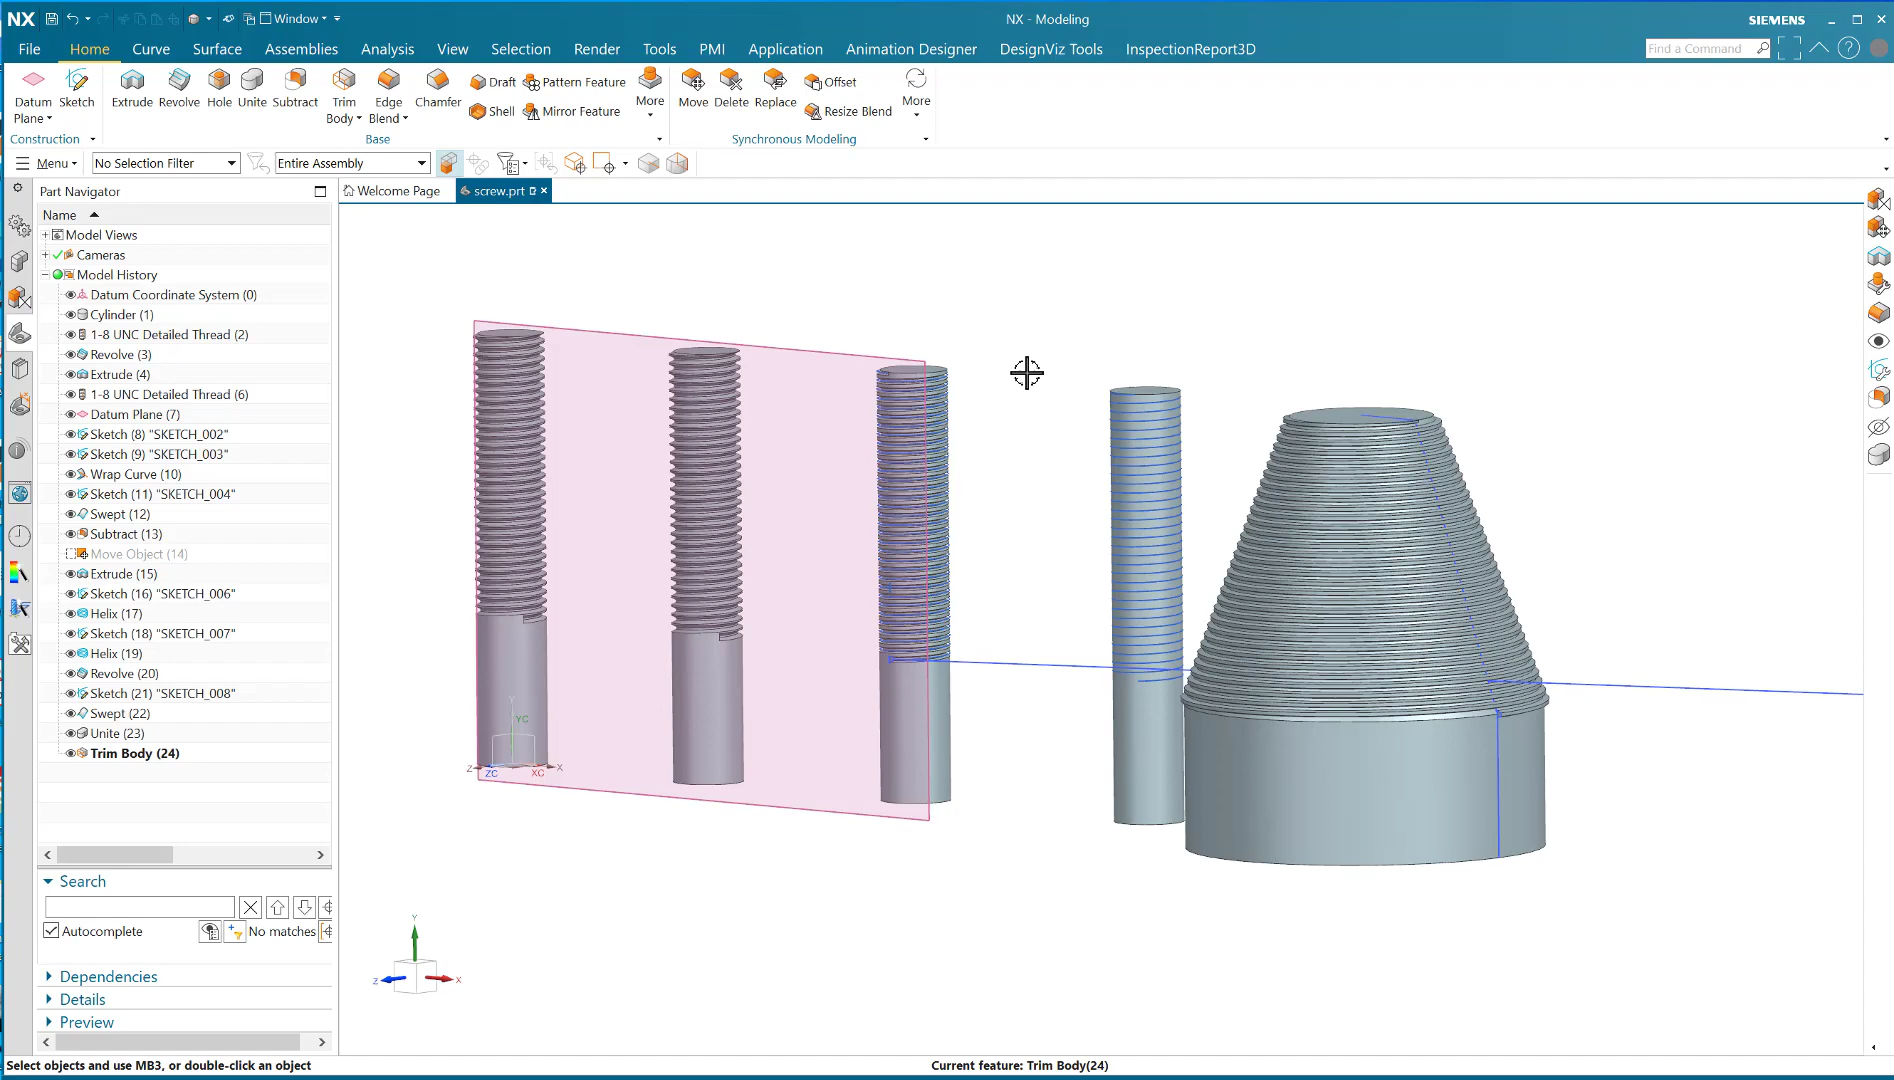 NX
Window
NX - Modeling
SIEMENS
File Home Curve Surface Assemblies Analysis View Selection Render Tools PMI Application Animation Designer DesignViz Tools InspectionReport3D
Find a Command
Datum Plane
Sketch
Extrude
Revolve
Hole
Unite
Subtract
Trim Body
Edge Blend
Chamfer
Draft
Shell
Pattern Feature
Mirror Feature
More
Move
Delete
Replace
Offset
Resize Blend
More
Construction
Base
Synchronous Modeling
Menu
No Selection Filter
Entire Assembly
Part Navigator
Welcome Page
screw.prt
Name
Model Views
Cameras
Model History
Datum Coordinate System (0)
Cylinder (1)
1-8 UNC Detailed Thread (2)
Revolve (3)
Extrude (4)
1-8 UNC Detailed Thread (6)
Datum Plane (7)
Sketch (8) "SKETCH_002"
Sketch (9) "SKETCH_003"
Wrap Curve (10)
Sketch (11) "SKETCH_004"
Swept (12)
Subtract (13)
Move Object (14)
Extrude (15)
Sketch (16) "SKETCH_006"
Helix (17)
Sketch (18) "SKETCH_007"
Helix (19)
Revolve (20)
Sketch (21) "SKETCH_008"
Swept (22)
Unite (23)
Trim Body (24)
Y
YC
Z
ZC
XC
X
Search
Autocomplete
No matches
Dependencies
Details
Preview
Y
Z
X
Select objects and use MB3, or double-click an object
Current feature: Trim Body(24)